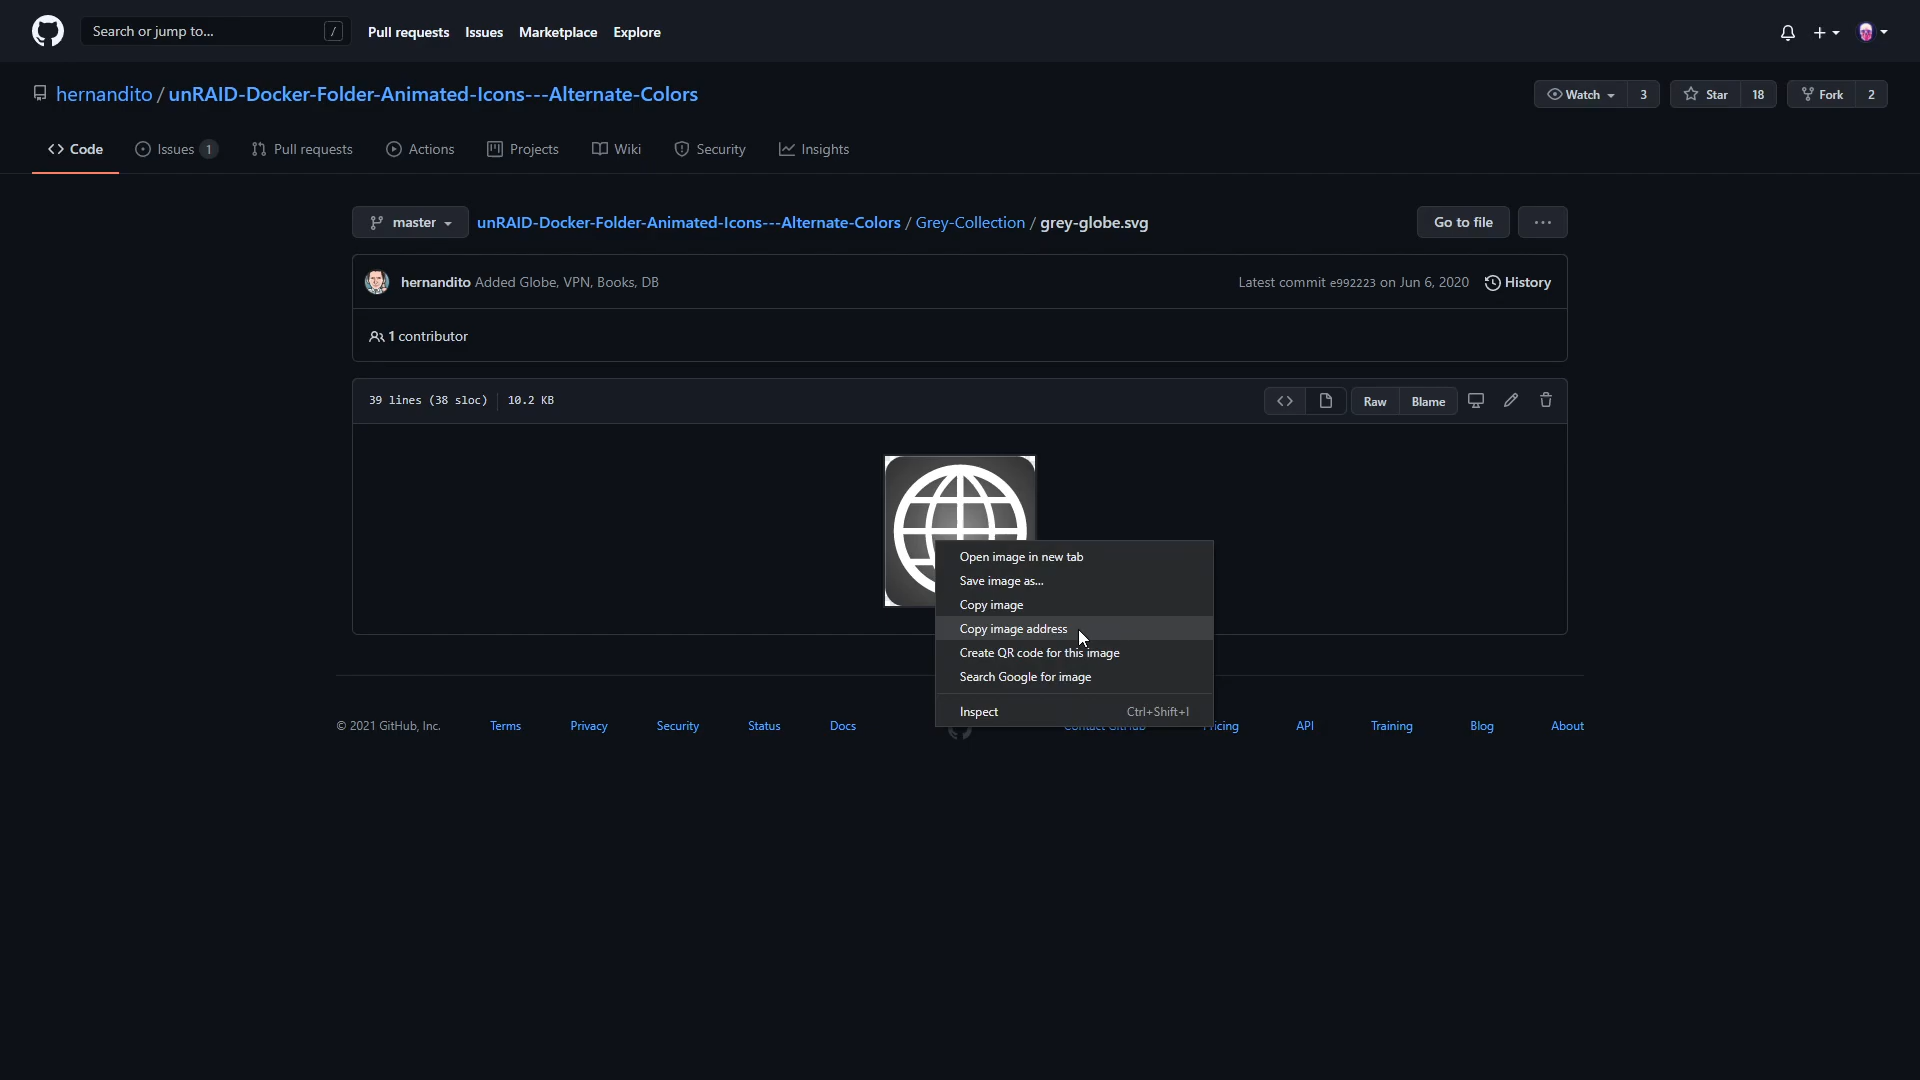 Search or jump to... /
Pull requests Issues Marketplace Explore
hernandito / unRAID-Docker-Folder-Animated-Icons---Alternate-Colors
Watch 3 Star 18 Fork 2
Code Issues 1 Pull requests Actions Projects Wiki Security Insights
master unRAID-Docker-Folder-Animated-Icons---Alternate-Colors / Grey-Collection / grey-globe.svg Go to file ...
hernandito Added Globe, VPN, Books, DB Latest commit e992223 on Jun 6, 2020 History
1 contributor
39 lines (38 sloc) 10.2 KB <> Raw Blame
Open image in new tab
Save image as...
Copy image
Copy image address
Create QR code for this image
Search Google for image
Inspect Ctrl+Shift+I
© 2021 GitHub, Inc. Terms Privacy Security Status Docs API Training Blog About